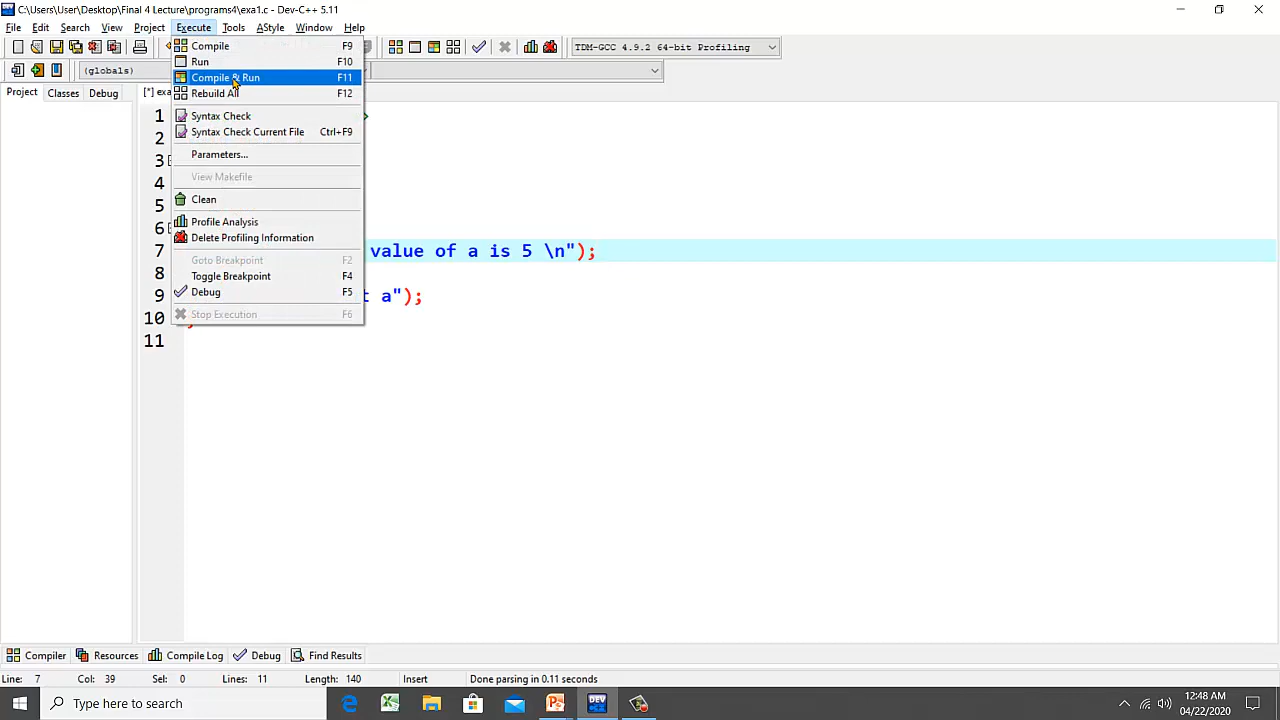 C:\Users\User\Desktop\Final 4 Lecture\programs4\exa1.c - Dev-C++ 5.11
File Edit Search View Project Execute Tools AStyle Window Help
TDM-GCC 4.9.2 64-bit Profiling
(globals)
Project Classes Debug [*] exa
Compile F9
Run F10
Compile & Run F11
Rebuild All F12
Syntax Check
Syntax Check Current File Ctrl+F9
Parameters...
View Makefile
Clean
Profile Analysis
Delete Profiling Information
Goto Breakpoint F2
Toggle Breakpoint F4
Debug F5
Stop Execution F6
1 >
2
3
4
5
6
7 value of a is 5 \n");
8
9 t a");
10 }
11
Compiler Resources Compile Log Debug Find Results
Line: 7 Col: 39 Sel: 0 Lines: 11 Length: 140 Insert Done parsing in 0.11 seconds
Type here to search
12:48 AM
04/22/2020